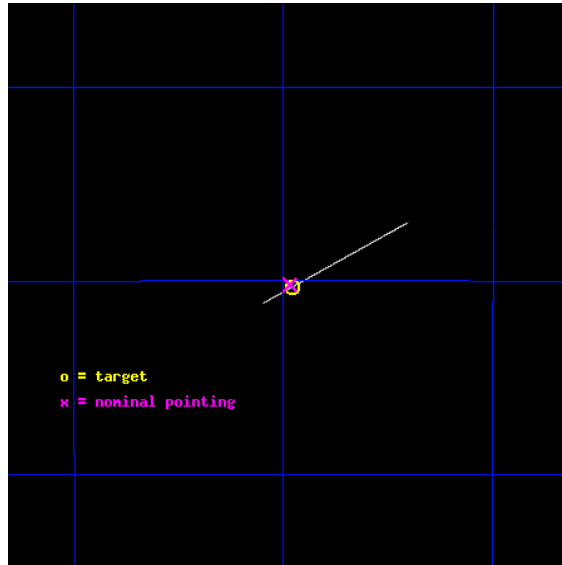 o = target
x = nominal pointing